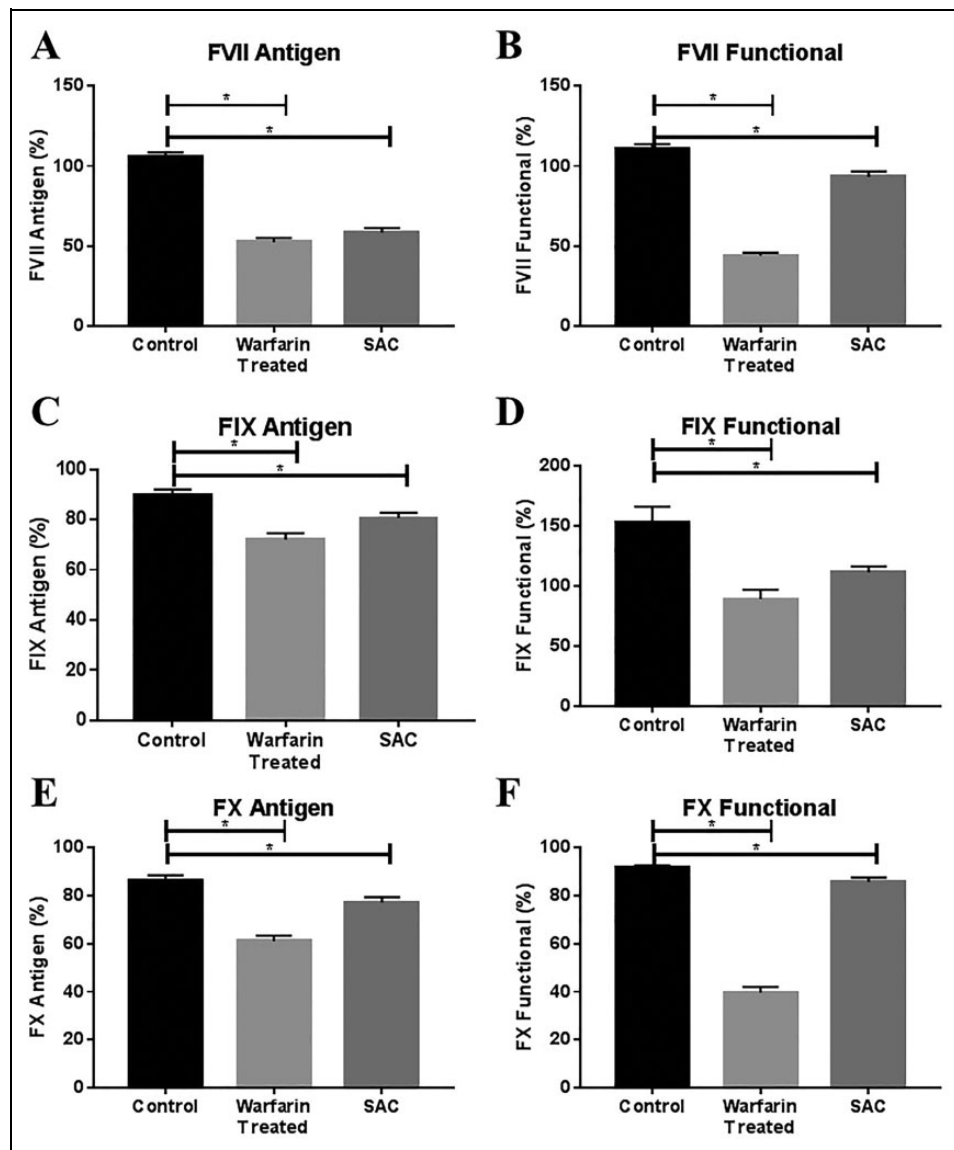 A
FVII Antigen
150
100
50
0
FVII Antigen (%)
*
*
Control
Warfarin
Treated
SAC
B
FVII Functional
150
100
50
0
FVII Functional (%)
*
*
Control
Warfarin
Treated
SAC
C
FIX Antigen
100
80
60
40
20
0
FIX Antigen (%)
*
*
Control
Warfarin
Treated
SAC
D
FIX Functional
200
150
100
50
0
FIX Functional (%)
*
*
Control
Warfarin
Treated
SAC
E
FX Antigen
100
80
60
40
20
0
FX Antigen (%)
*
*
Control
Warfarin
Treated
SAC
F
FX Functional
100
80
60
40
20
0
FX Functional (%)
*
*
Control
Warfarin
Treated
SAC